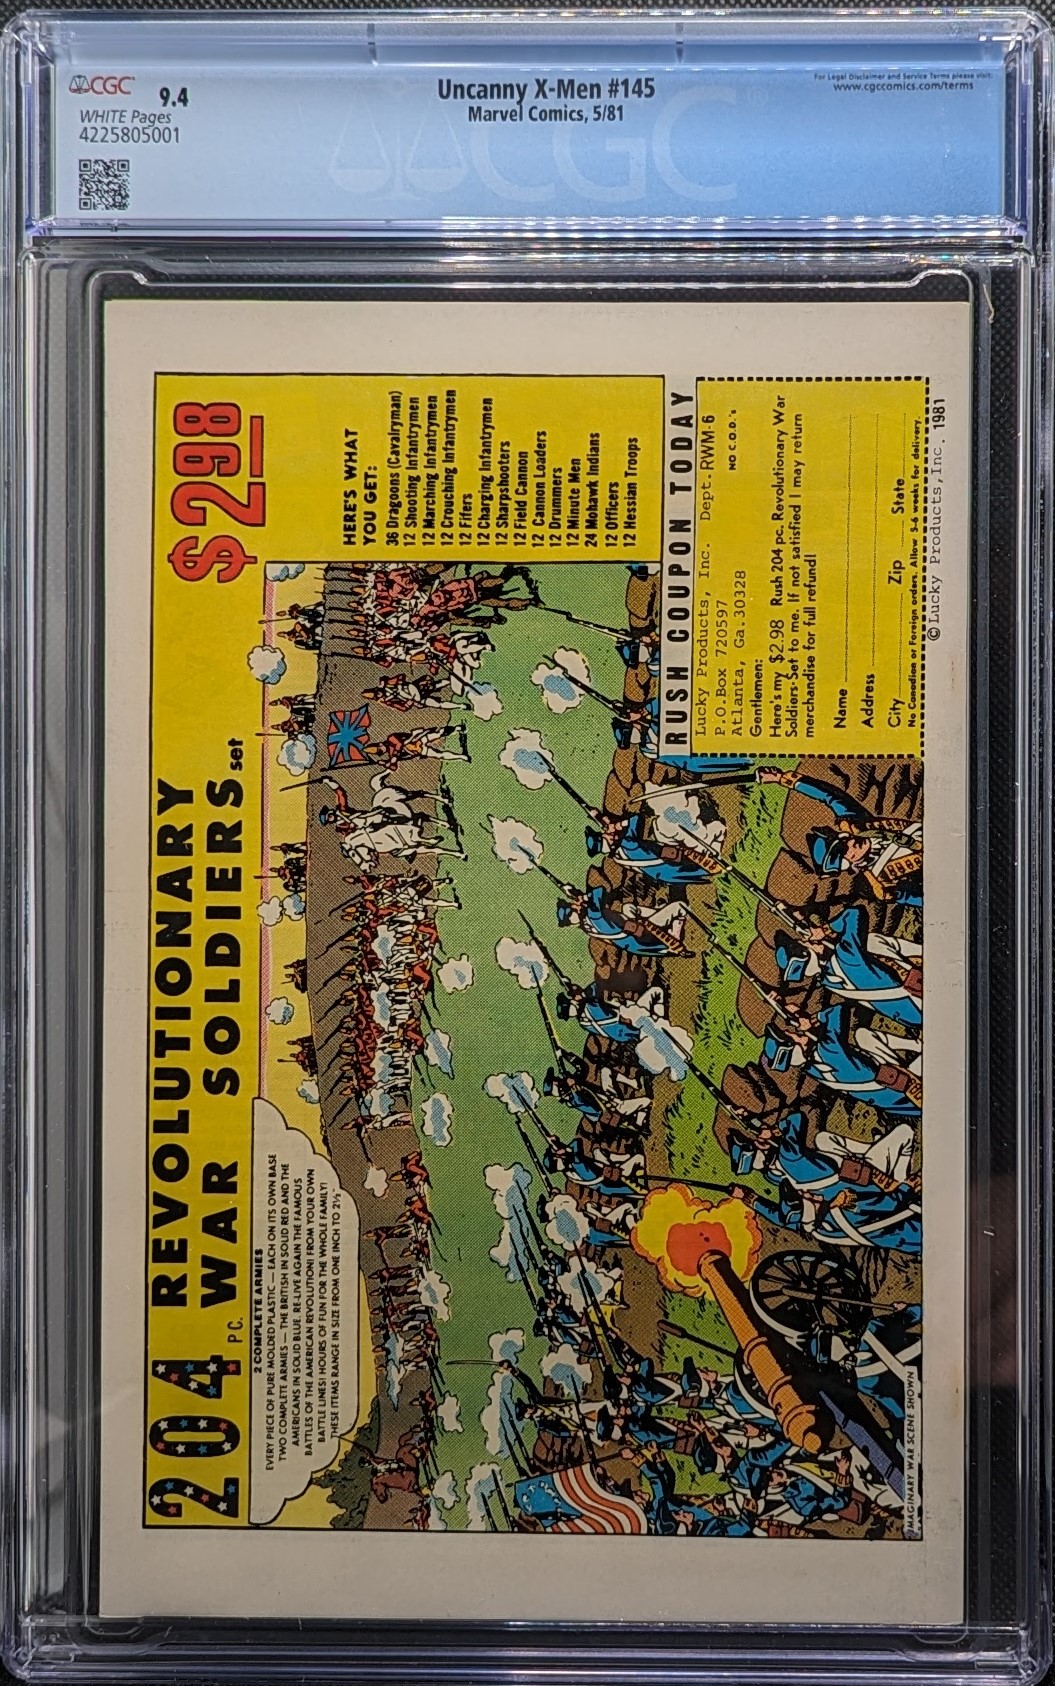 CGC
9.4
WHITE Pages
4225805001
Uncanny X-Men #145
Marvel Comics, 5/81
For Legal Disclaimer and Service Terms please visit:
www.cgccomics.com/terms
CGC
204 PC. REVOLUTIONARY
WAR SOLDIERS set
$2.98
2 COMPLETE ARMIES
EVERY PIECE OF PURE MOLDED PLASTIC — EACH ON ITS OWN BASE
TWO COMPLETE ARMIES — THE BRITISH IN SOLID RED AND THE
AMERICANS IN SOLID BLUE. RE-LIVE AGAIN THE FAMOUS
BATTLES OF THE AMERICAN REVOLUTION! FROM YOUR OWN
BATTLE LINES! HOURS OF FUN FOR THE WHOLE FAMILY!
THESE ITEMS RANGE IN SIZE FROM ONE INCH TO 2½"
HERE'S WHAT
YOU GET:
36 Dragoons (Cavalryman)
12 Shooting Infantrymen
12 Marching Infantrymen
12 Crouching Infantrymen
12 Fifers
12 Charging Infantrymen
12 Sharpshooters
12 Field Cannon
12 Cannon Loaders
12 Drummers
12 Minute Men
24 Mohawk Indians
12 Officers
12 Hessian Troops
RUSH COUPON TODAY
Lucky Products, Inc. Dept. RWM-6
P.O. Box 720597
Atlanta, Ga. 30328
NO C.O.D.'s
Gentlemen:
Here's my $2.98 Rush 204 pc. Revolutionary War
Soldiers Set to me. If not satisfied I may return
merchandise for full refund!
Name
Address
City Zip State
No Canadian or Foreign orders. Allow 5-6 weeks for delivery.
© Lucky Products, Inc. 1981
IMAGINARY WAR SCENE SHOWN